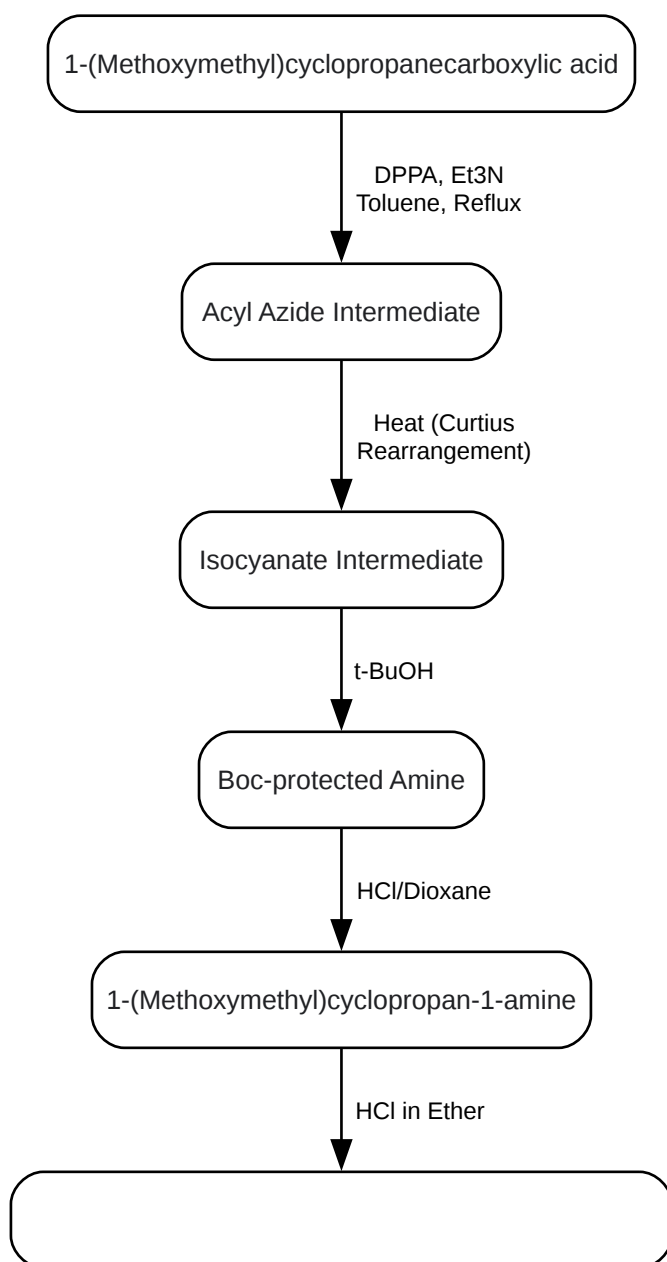 1-(Methoxymethyl)cyclopropanecarboxylic acid
DPPA, Et3N
Toluene, Reflux
Acyl Azide Intermediate
Heat (Curtius
Rearrangement)
Isocyanate Intermediate
t-BuOH
Boc-protected Amine
HCl/Dioxane
1-(Methoxymethyl)cyclopropan-1-amine
HCl in Ether